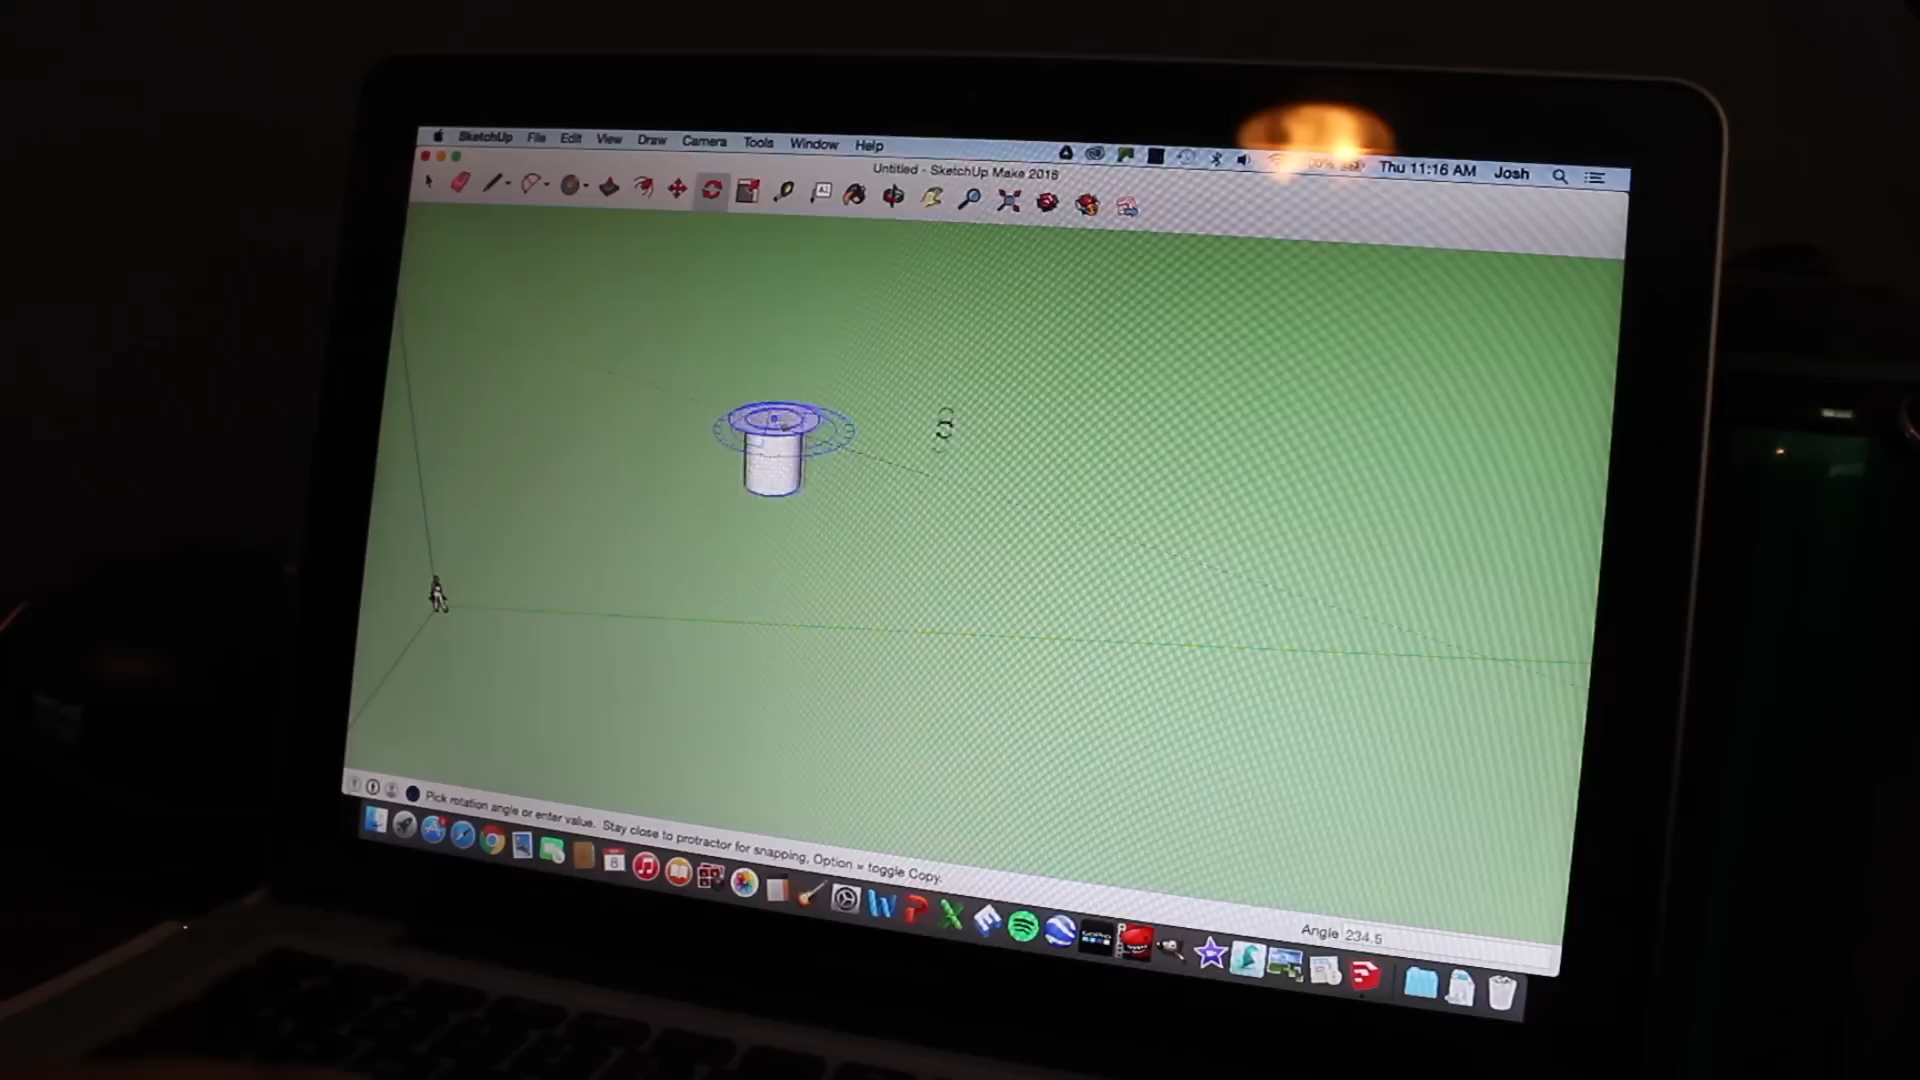 SketchUp File Edit View Draw Camera Tools Window Help Thu 11:16 AM Josh
Untitled - SketchUp Make 2016
Pick rotation angle or enter value. Stay close to protractor for snapping, Option = toggle Copy.
Angle 234.5
8